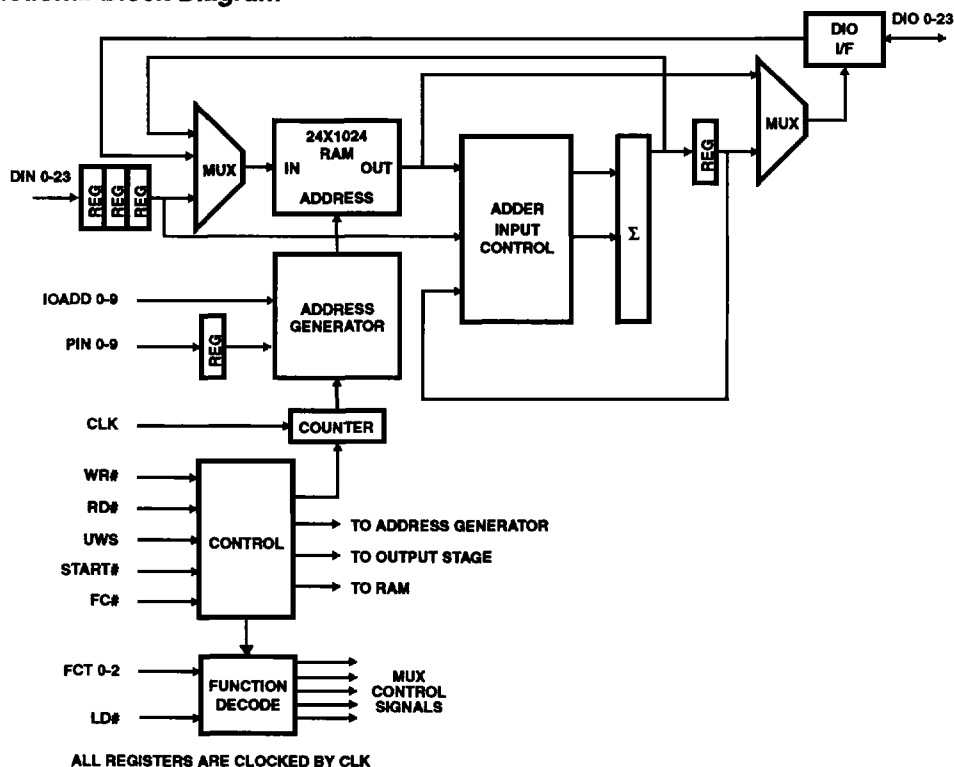 DIO 0-23
DIO
I/F
24X1024
RAM
IN
OUT
ADDRESS
MUX
MUX
REG
DIN 0-23
REG
REG
REG
ADDER
INPUT
CONTROL
Σ
IOADD 0-9
ADDRESS
GENERATOR
PIN 0-9
REG
CLK
COUNTER
WR#
RD#
UWS
START#
FC#
CONTROL
TO ADDRESS GENERATOR
TO OUTPUT STAGE
TO RAM
FCT 0-2
LD#
FUNCTION
DECODE
MUX
CONTROL
SIGNALS
ALL REGISTERS ARE CLOCKED BY CLK